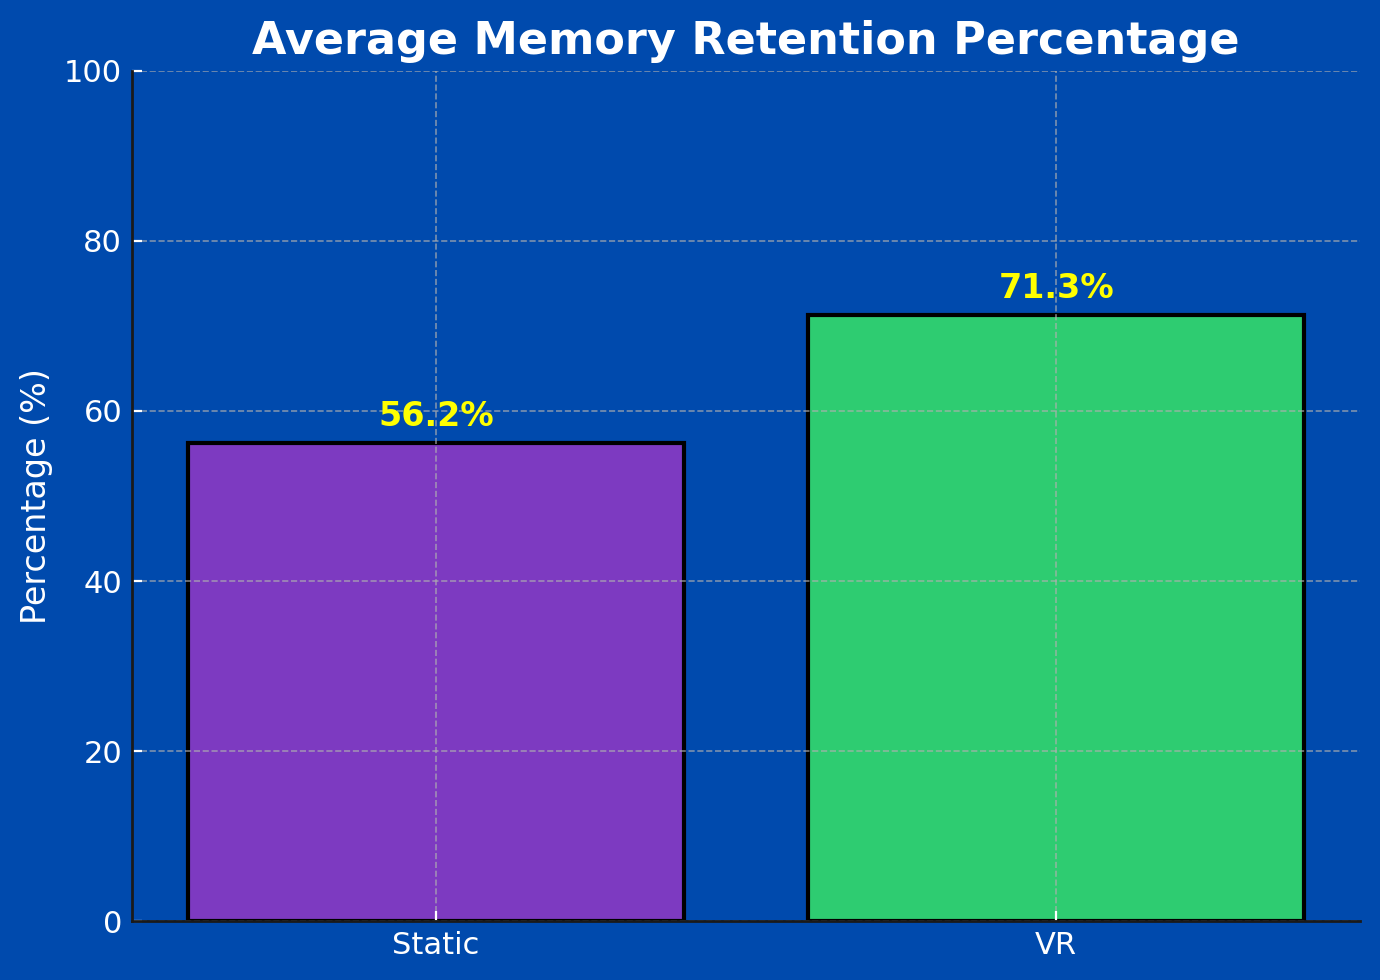 Average Memory Retention Percentage
100
80
71.3%
60
56.2%
40
20
0
Percentage (%)
Static
VR